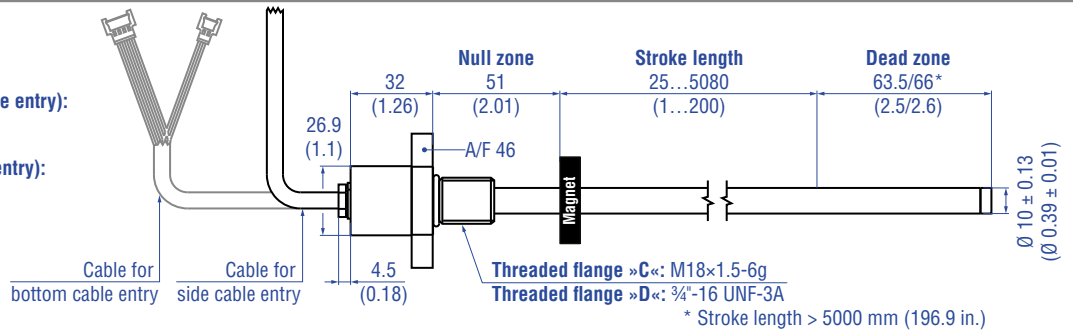 Null zone
Stroke length
Dead zone
32
51
25…5080
63.5/66*
(1.26)
(2.01)
(1…200)
(2.5/2.6)
entry):
26.9
(1.1)
A/F 46
entry):
Magnet
Ø 10 ± 0.13
(Ø 0.39 ± 0.01)
Cable for
bottom cable entry
Cable for
side cable entry
4.5
(0.18)
Threaded flange »C«: M18×1.5-6g
Threaded flange »D«: ¾"-16 UNF-3A
* Stroke length > 5000 mm (196.9 in.)